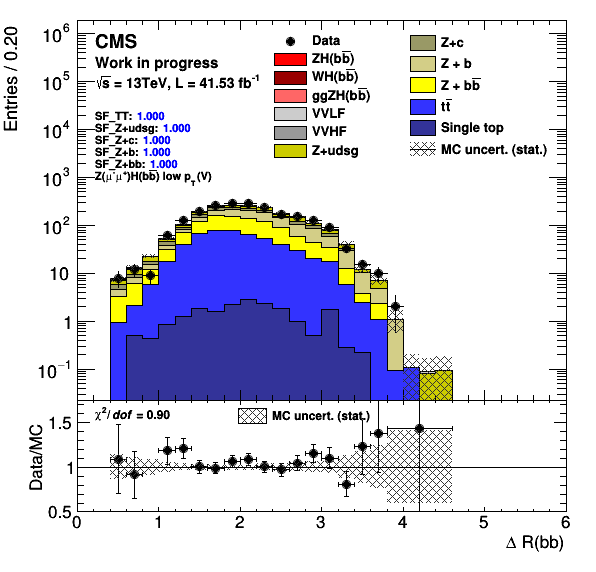 CMS
Work in progress
√s = 13TeV, L = 41.53 fb⁻¹
SF_TT: 1.000
SF_Z+udsg: 1.000
SF_Z+c: 1.000
SF_Z+b: 1.000
SF_Z+bb: 1.000
Z(μ⁻μ⁺)H(bb̅) low p_T(V)
Data
ZH(bb̅)
WH(bb̅)
ggZH(bb̅)
VVLF
VVHF
Z+udsg
Z+c
Z + b
Z + bb̅
tt̅
Single top
MC uncert. (stat.)
Entries / 0.20
10⁶
10⁵
10⁴
10³
10²
10
1
10⁻¹
χ²/dof = 0.90
MC uncert. (stat.)
Data/MC
1.5
1
0.5
0 1 2 3 4 5 6
Δ R(bb)